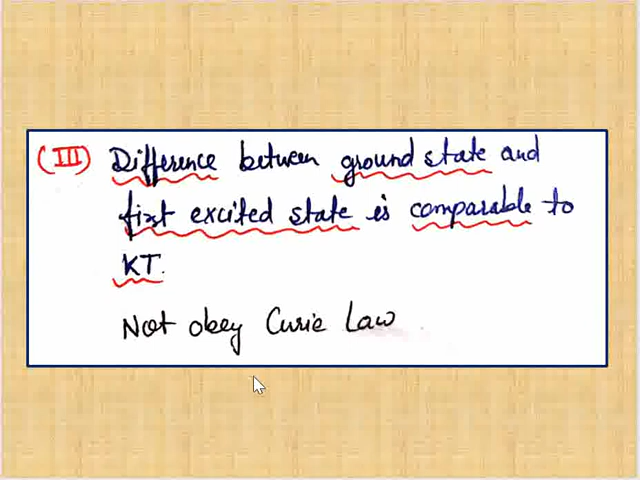 (III) Difference between ground state and
first excited state is comparable to
KT.
Not obey Curie Law